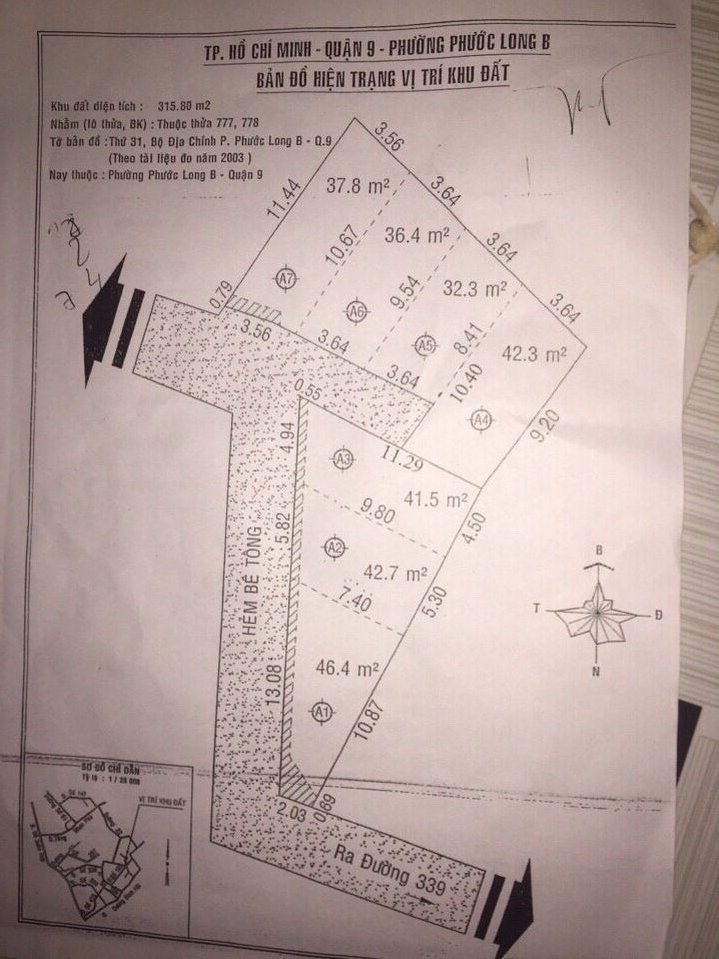 TP. HỒ CHÍ MINH - QUẬN 9 - PHƯỜNG PHƯỚC LONG B
BẢN ĐỒ HIỆN TRẠNG VỊ TRÍ KHU ĐẤT
Khu đất diện tích : 315.80 m2
Nhằm (lô thửa, BK) : Thuộc thửa 777, 778
Tờ bản đồ :Thứ 31, Bộ Địa Chính P. Phước Long B - Q.9
(Theo tài liệu đo năm 2003 )
Nay thuộc : Phường Phước Long B - Quận 9
3.56
11.44
37.8 m²
3.64
10.67
36.4 m²
3.64
A7
9.54
32.3 m²
3.64
0.79
A6
3.56
3.64
A5
8.41
42.3 m²
3.64
10.40
0.55
A4
9.20
4.94
A3
11.29
41.5 m²
9.80
4.50
5.82
A2
42.7 m²
HẺM BÊ TÔNG
7.40
5.30
B
T
Đ
N
46.4 m²
13.08
A1
10.87
2.03
0.69
Ra Đường 339
SƠ ĐỒ CHỈ DẪN
Tỷ lệ : 1 / 20 000
VỊ TRÍ KHU ĐẤT